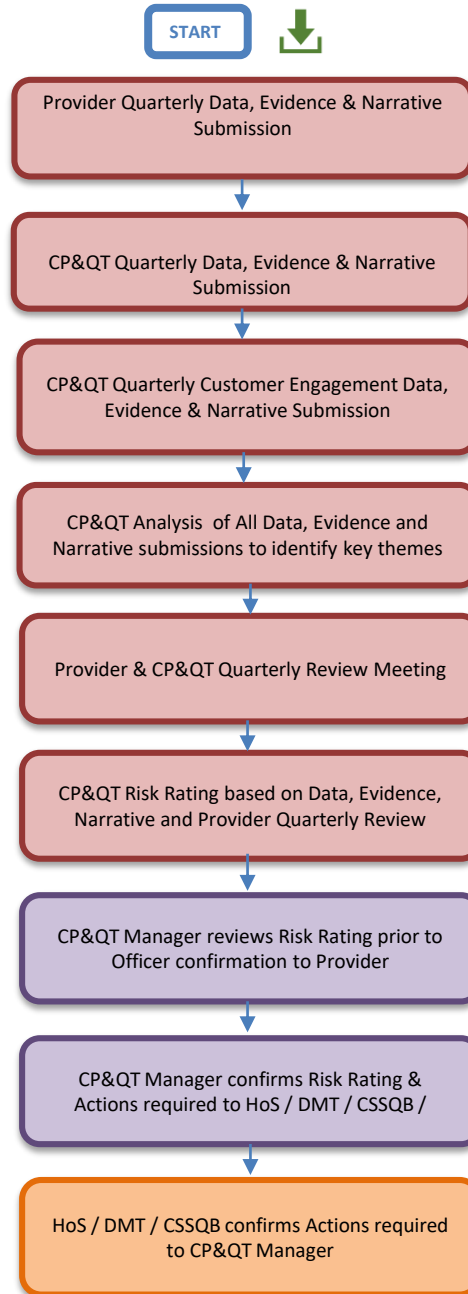 START
Provider Quarterly Data, Evidence & Narrative
Submission
CP&QT Quarterly Data, Evidence & Narrative
Submission
CP&QT Quarterly Customer Engagement Data,
Evidence & Narrative Submission
CP&QT Analysis of All Data, Evidence and
Narrative submissions to identify key themes
Provider & CP&QT Quarterly Review Meeting
CP&QT Risk Rating based on Data, Evidence,
Narrative and Provider Quarterly Review
CP&QT Manager reviews Risk Rating prior to
Officer confirmation to Provider
CP&QT Manager confirms Risk Rating &
Actions required to HoS / DMT / CSSQB /
HoS / DMT / CSSQB confirms Actions required
to CP&QT Manager